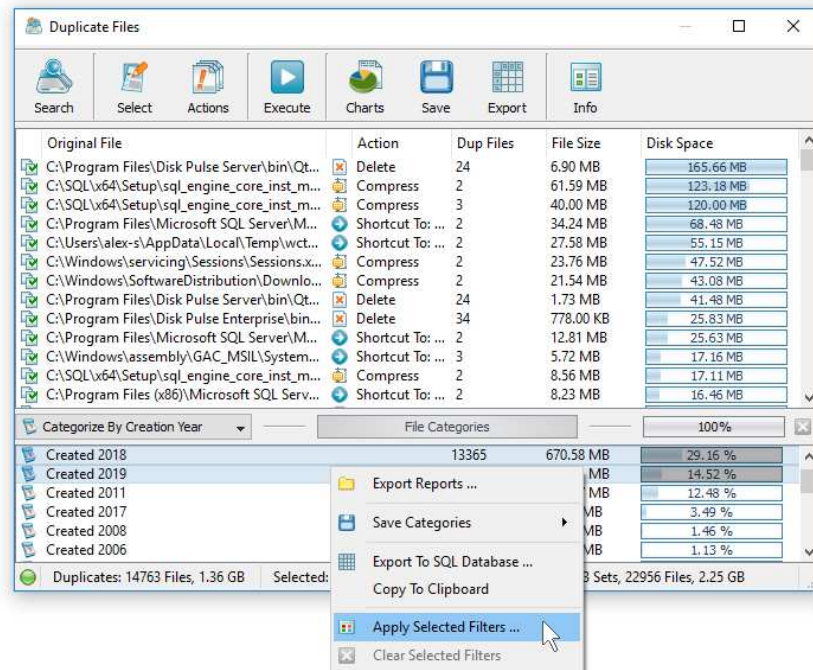 Duplicate Files
Search Select Actions Execute Charts Save Export Info
Original File Action Dup Files File Size Disk Space
C:\Program Files\Disk Pulse Server\bin\Qt... Delete 24 6.90 MB 165.66 MB
C:\SQL\x64\Setup\sql_engine_core_inst_m... Compress 2 61.59 MB 123.18 MB
C:\SQL\x64\Setup\sql_engine_core_inst_m... Compress 3 40.00 MB 120.00 MB
C:\Program Files\Microsoft SQL Server\M... Shortcut To: ... 2 34.24 MB 68.48 MB
C:\Users\alex-s\AppData\Local\Temp\wct... Shortcut To: ... 2 27.58 MB 55.15 MB
C:\Windows\servicing\Sessions\Sessions.x... Compress 2 23.76 MB 47.52 MB
C:\Windows\SoftwareDistribution\Downlo... Compress 2 21.54 MB 43.08 MB
C:\Program Files\Disk Pulse Server\bin\Qt... Delete 24 1.73 MB 41.48 MB
C:\Program Files\Disk Pulse Enterprise\bin... Delete 34 778.00 KB 25.83 MB
C:\Program Files\Microsoft SQL Server\M... Shortcut To: ... 2 12.81 MB 25.63 MB
C:\Windows\assembly\GAC_MSIL\System... Shortcut To: ... 3 5.72 MB 17.16 MB
C:\SQL\x64\Setup\sql_engine_core_inst_m... Compress 2 8.56 MB 17.11 MB
C:\Program Files (x86)\Microsoft SQL Serv... Shortcut To: ... 2 8.23 MB 16.46 MB
Categorize By Creation Year File Categories 100%
Created 2018 13365 670.58 MB 29.16 %
Created 2019 MB 14.52 %
Created 2011 MB 12.48 %
Created 2017 MB 3.49 %
Created 2008 MB 1.46 %
Created 2006 MB 1.13 %
Duplicates: 14763 Files, 1.36 GB Selected: Sets, 22956 Files, 2.25 GB
Export Reports ...
Save Categories
Export To SQL Database ...
Copy To Clipboard
Apply Selected Filters ...
Clear Selected Filters